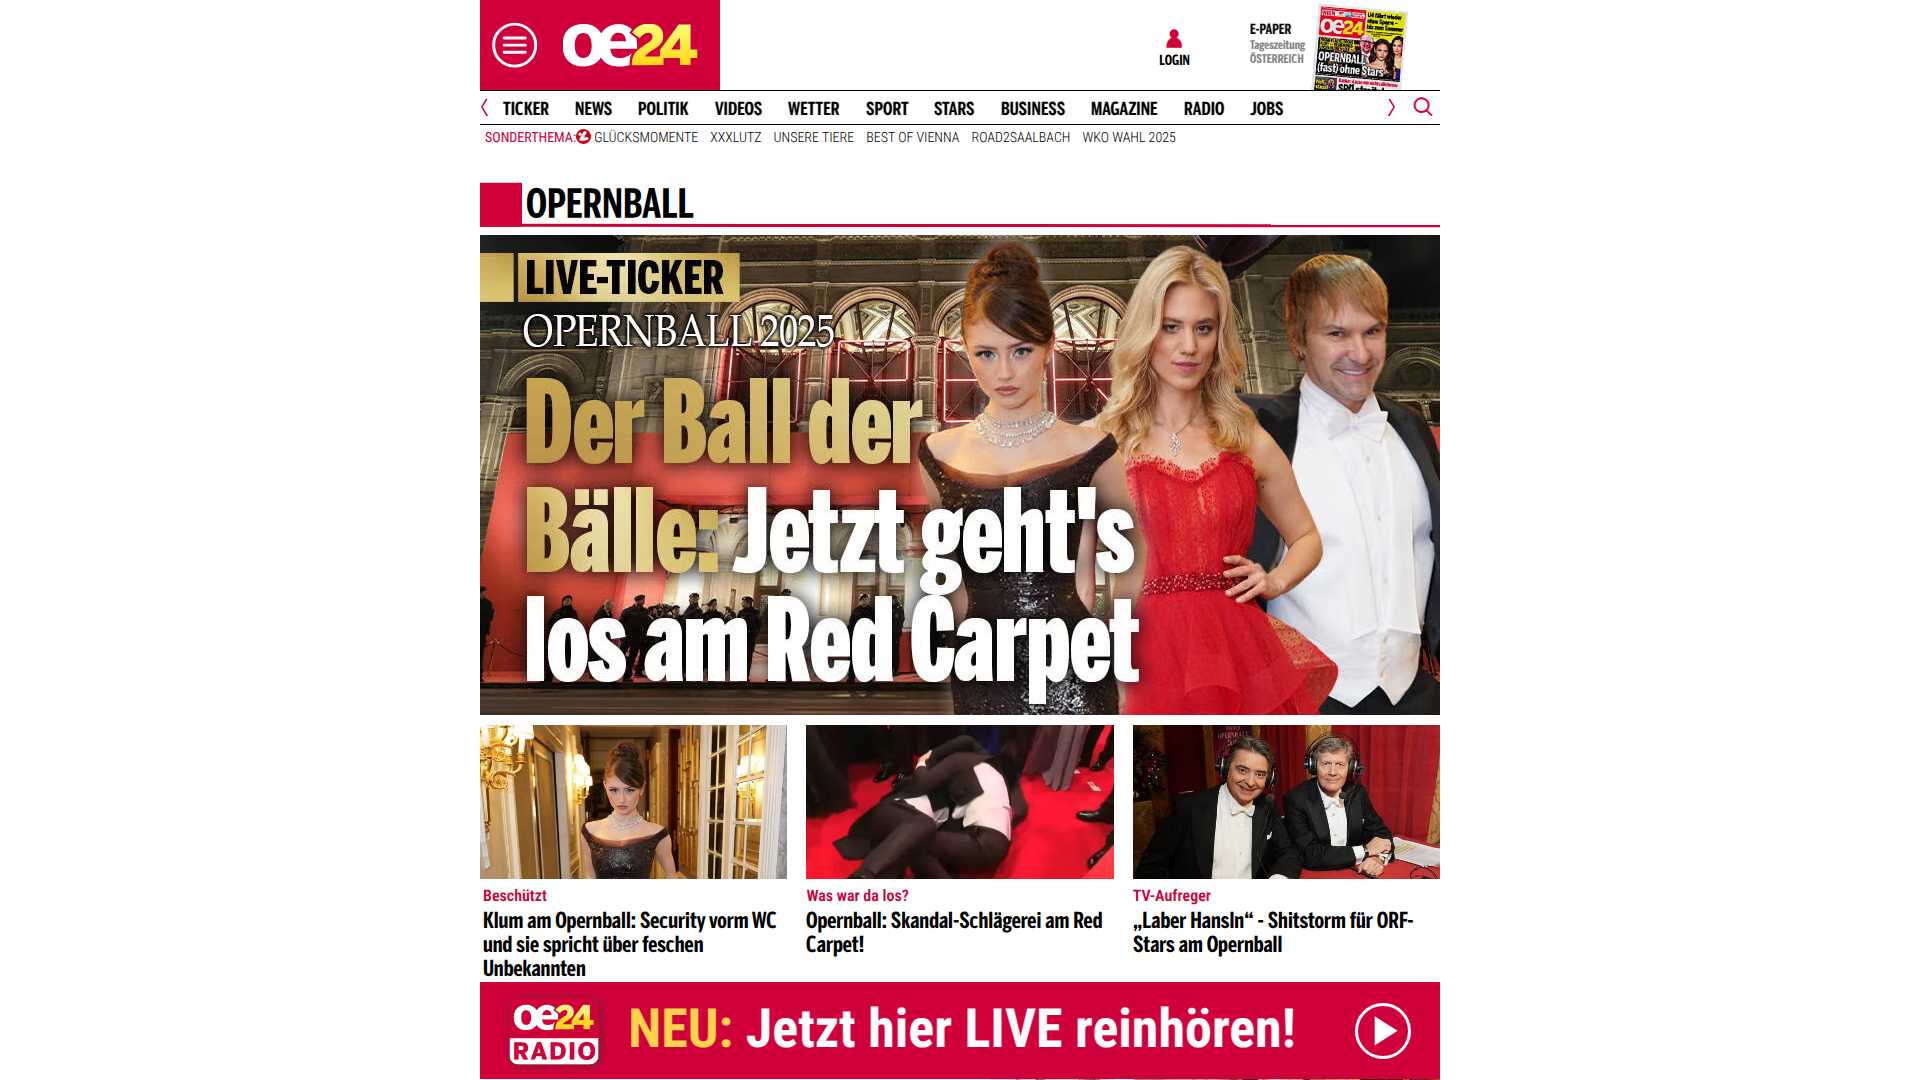 oe24
LOGIN
E-PAPER
Tageszeitung
ÖSTERREICH
oe24
OPERNBALL
(fast) ohne Stars
TICKER NEWS POLITIK VIDEOS WETTER SPORT STARS BUSINESS MAGAZINE RADIO JOBS
SONDERTHEMA: GLÜCKSMOMENTE XXXLUTZ UNSERE TIERE BEST OF VIENNA ROAD2SAALBACH WKO WAHL 2025
OPERNBALL
LIVE-TICKER
OPERNBALL 2025
Der Ball der
Bälle: Jetzt geht's
los am Red Carpet
Beschützt
Klum am Opernball: Security vorm WC
und sie spricht über feschen
Unbekannten
Was war da los?
Opernball: Skandal-Schlägerei am Red
Carpet!
TV-Aufreger
„Laber Hansln“ - Shitstorm für ORF-
Stars am Opernball
oe24
RADIO
NEU: Jetzt hier LIVE reinhören!